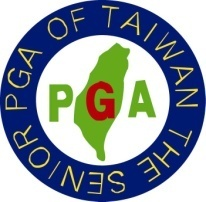 THE SENIOR PGA OF TAIWAN
PGA